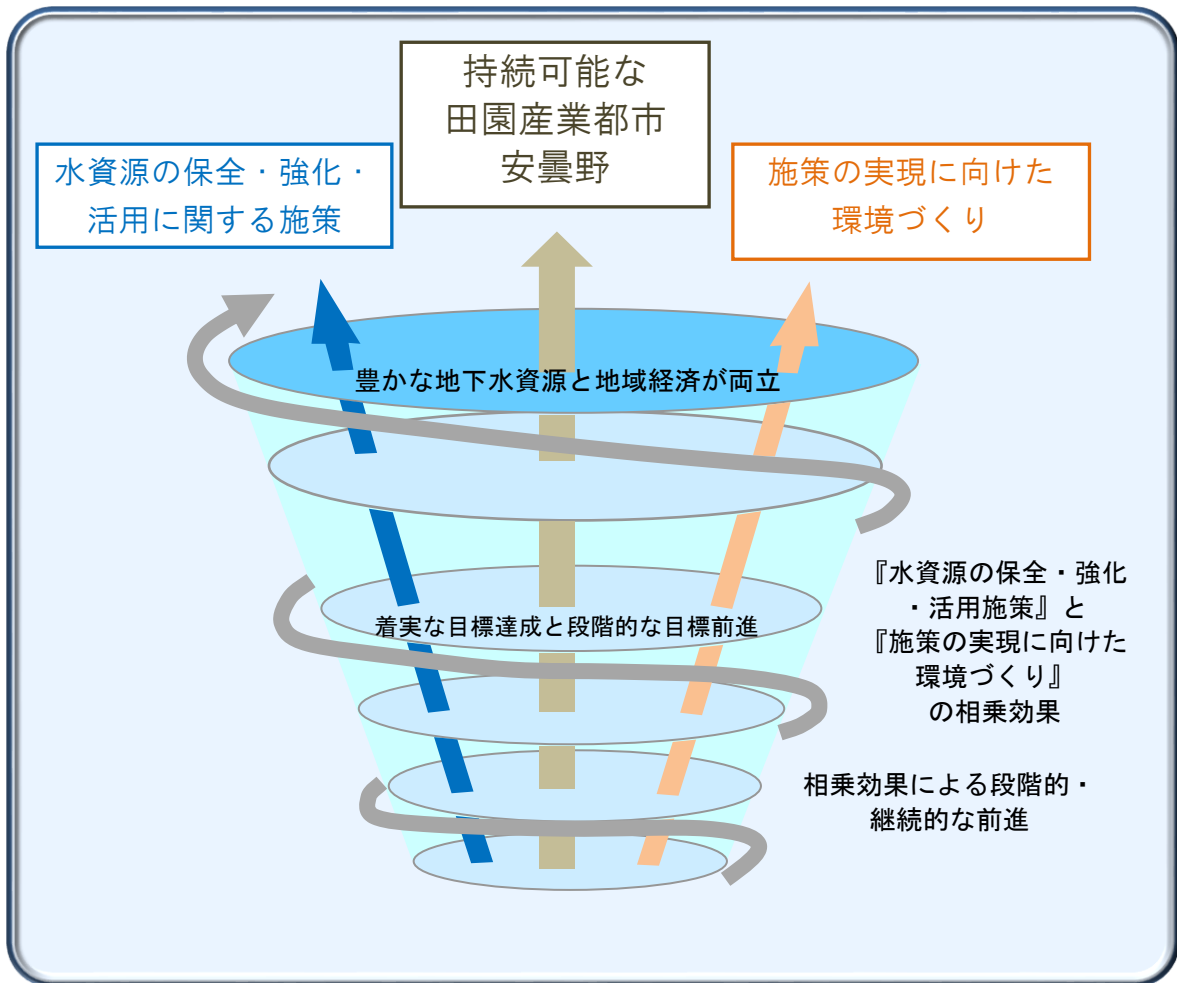 持続可能な
田園産業都市
安曇野
水資源の保全・強化・
活用に関する施策
施策の実現に向けた
環境づくり
豊かな地下水資源と地域経済が両立
着実な目標達成と段階的な目標前進
『水資源の保全・強化
・活用施策』と
『施策の実現に向けた
環境づくり』
の相乗効果
相乗効果による段階的・
継続的な前進